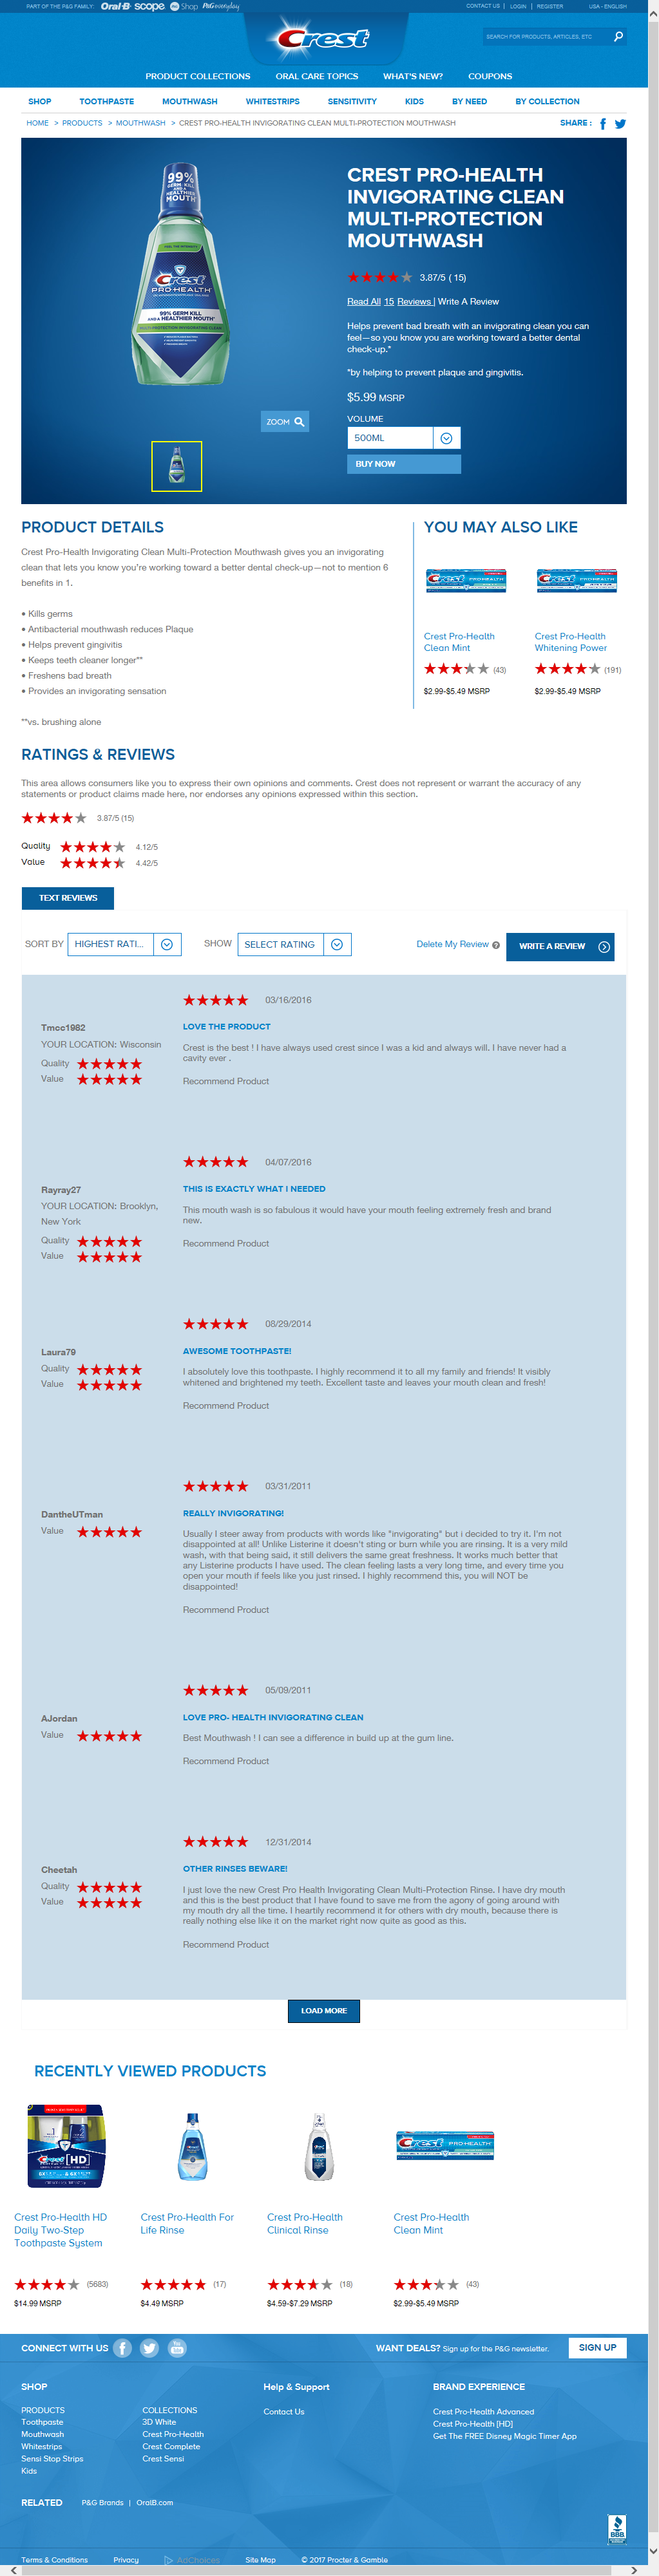 PART OF THE P&G FAMILY: Oral-B scope Shop P&G everyday CONTACT US | LOGIN | REGISTER USA - ENGLISH
Crest
SEARCH FOR PRODUCTS, ARTICLES, ETC
PRODUCT COLLECTIONS ORAL CARE TOPICS WHAT'S NEW? COUPONS
SHOP TOOTHPASTE MOUTHWASH WHITESTRIPS SENSITIVITY KIDS BY NEED BY COLLECTION
HOME > PRODUCTS > MOUTHWASH > CREST PRO-HEALTH INVIGORATING CLEAN MULTI-PROTECTION MOUTHWASH SHARE :
99%
GERM KILL
AND A
HEALTHIER
MOUTH
Crest
PRO-HEALTH
99% GERM KILL
AND A HEALTHIER MOUTH
CREST PRO-HEALTH
INVIGORATING CLEAN
MULTI-PROTECTION
MOUTHWASH
3.87/5 ( 15)
Read All 15 Reviews | Write A Review
Helps prevent bad breath with an invigorating clean you can
feel—so you know you are working toward a better dental
check-up.*
*by helping to prevent plaque and gingivitis.
$5.99 MSRP
VOLUME
500ML
BUY NOW
ZOOM
PRODUCT DETAILS
Crest Pro-Health Invigorating Clean Multi-Protection Mouthwash gives you an invigorating
clean that lets you know you're working toward a better dental check-up—not to mention 6
benefits in 1.
• Kills germs
• Antibacterial mouthwash reduces Plaque
• Helps prevent gingivitis
• Keeps teeth cleaner longer**
• Freshens bad breath
• Provides an invigorating sensation
**vs. brushing alone
YOU MAY ALSO LIKE
Crest PRO-HEALTH
Crest PRO-HEALTH
Crest Pro-Health
Clean Mint
(43)
$2.99-$5.49 MSRP
Crest Pro-Health
Whitening Power
(191)
$2.99-$5.49 MSRP
RATINGS & REVIEWS
This area allows consumers like you to express their own opinions and comments. Crest does not represent or warrant the accuracy of any
statements or product claims made here, nor endorses any opinions expressed within this section.
3.87/5 (15)
Quality 4.12/5
Value 4.42/5
TEXT REVIEWS
SORT BY HIGHEST RATI... SHOW SELECT RATING Delete My Review ? WRITE A REVIEW
03/16/2016
Tmcc1982
YOUR LOCATION: Wisconsin
Quality
Value
LOVE THE PRODUCT
Crest is the best ! I have always used crest since I was a kid and always will. I have never had a
cavity ever .
Recommend Product
04/07/2016
Rayray27
YOUR LOCATION: Brooklyn,
New York
Quality
Value
THIS IS EXACTLY WHAT I NEEDED
This mouth wash is so fabulous it would have your mouth feeling extremely fresh and brand
new.
Recommend Product
08/29/2014
Laura79
Quality
Value
AWESOME TOOTHPASTE!
I absolutely love this toothpaste. I highly recommend it to all my family and friends! It visibly
whitened and brightened my teeth. Excellent taste and leaves your mouth clean and fresh!
Recommend Product
03/31/2011
DantheUTman
Value
REALLY INVIGORATING!
Usually I steer away from products with words like "invigorating" but i decided to try it. I'm not
disappointed at all! Unlike Listerine it doesn't sting or burn while you are rinsing. It is a very mild
wash, with that being said, it still delivers the same great freshness. It works much better that
any Listerine products I have used. The clean feeling lasts a very long time, and every time you
open your mouth if feels like you just rinsed. I highly recommend this, you will NOT be
disappointed!
Recommend Product
05/09/2011
AJordan
Value
LOVE PRO- HEALTH INVIGORATING CLEAN
Best Mouthwash ! I can see a difference in build up at the gum line.
Recommend Product
12/31/2014
Cheetah
Quality
Value
OTHER RINSES BEWARE!
I just love the new Crest Pro Health Invigorating Clean Multi-Protection Rinse. I have dry mouth
and this is the best product that I have found to save me from the agony of going around with
my mouth dry all the time. I heartily recommend it for others with dry mouth, because there is
really nothing else like it on the market right now quite as good as this.
Recommend Product
LOAD MORE
RECENTLY VIEWED PRODUCTS
Crest [HD]
Crest PRO-HEALTH
Crest Pro-Health HD
Daily Two-Step
Toothpaste System
(5683)
$14.99 MSRP
Crest Pro-Health For
Life Rinse
(17)
$4.49 MSRP
Crest Pro-Health
Clinical Rinse
(18)
$4.59-$7.29 MSRP
Crest Pro-Health
Clean Mint
(43)
$2.99-$5.49 MSRP
CONNECT WITH US WANT DEALS? Sign up for the P&G newsletter. SIGN UP
SHOP
PRODUCTS
Toothpaste
Mouthwash
Whitestrips
Sensi Stop Strips
Kids
COLLECTIONS
3D White
Crest Pro-Health
Crest Complete
Crest Sensi
Help & Support
Contact Us
BRAND EXPERIENCE
Crest Pro-Health Advanced
Crest Pro-Health [HD]
Get The FREE Disney Magic Timer App
RELATED P&G Brands | OralB.com
BBB
Terms & Conditions Privacy AdChoices Site Map © 2017 Procter & Gamble